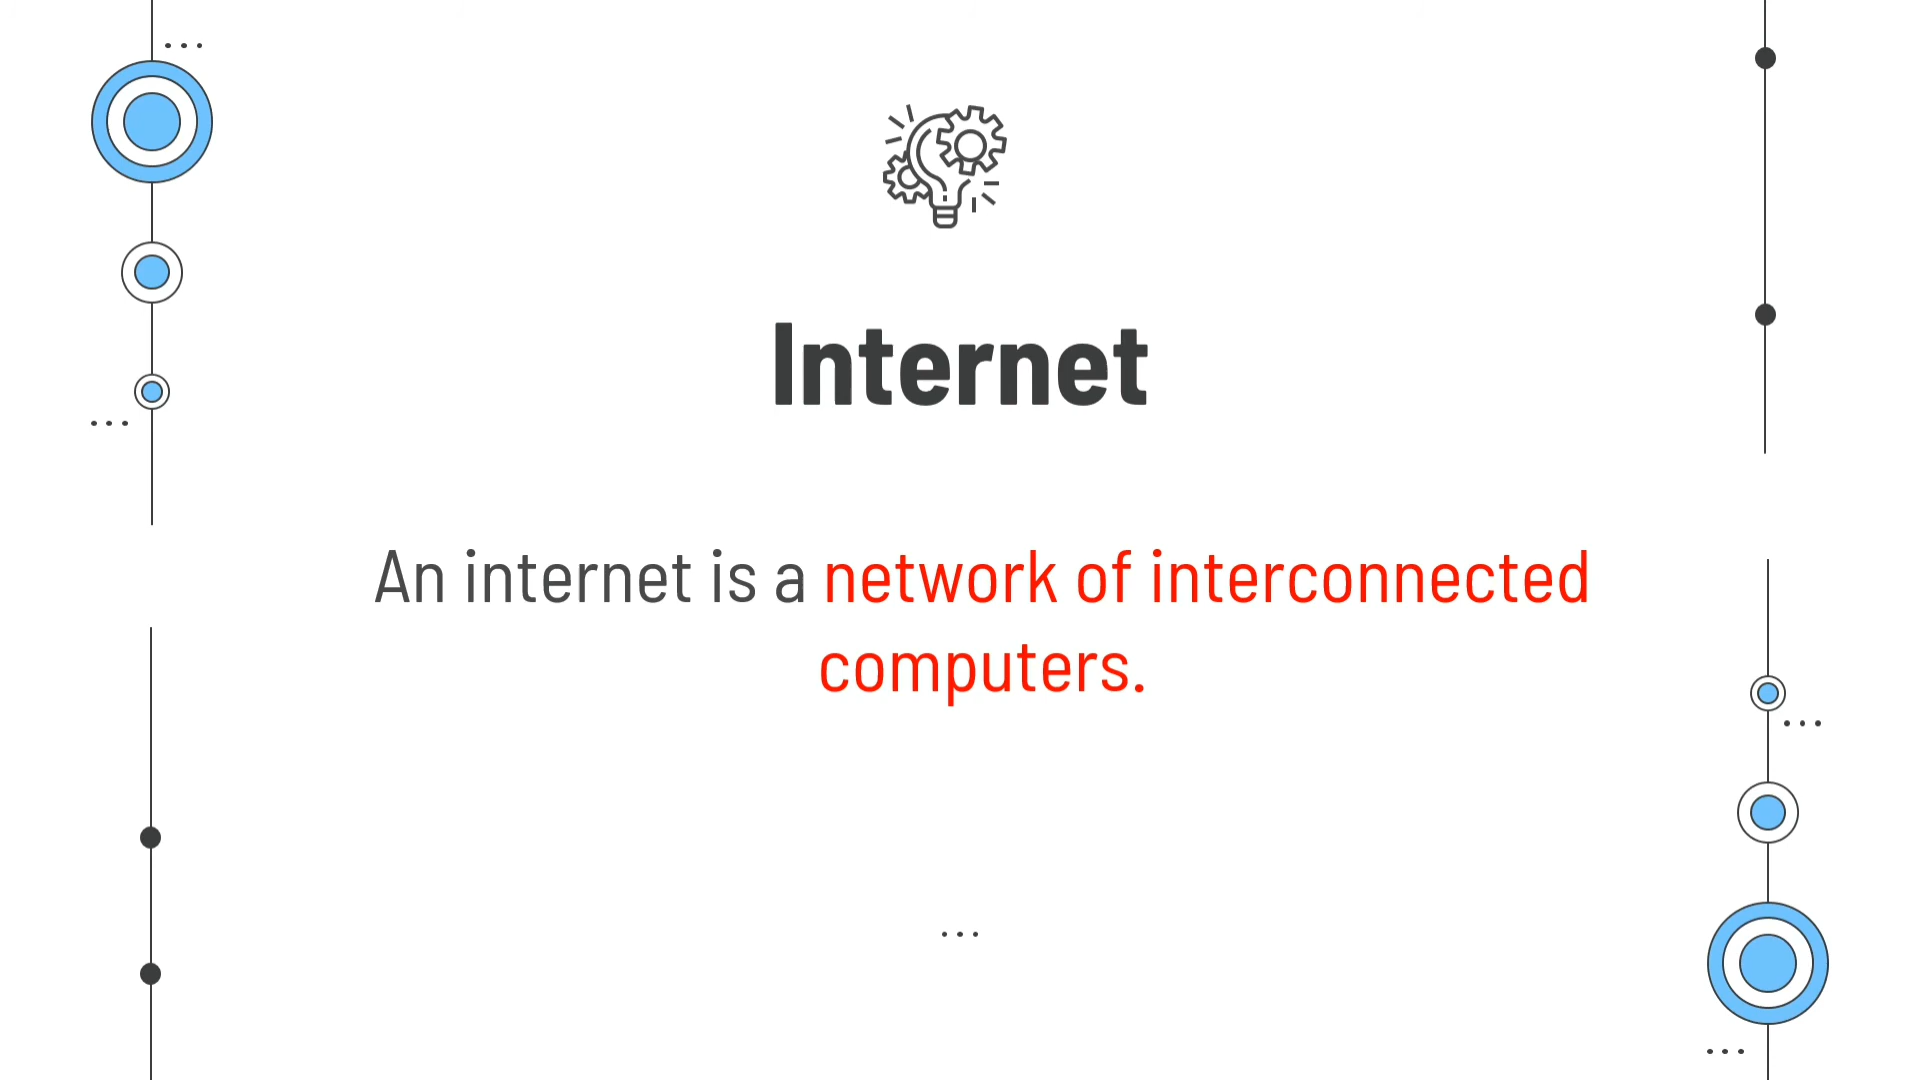 Internet
An internet is a network of interconnected
computers.